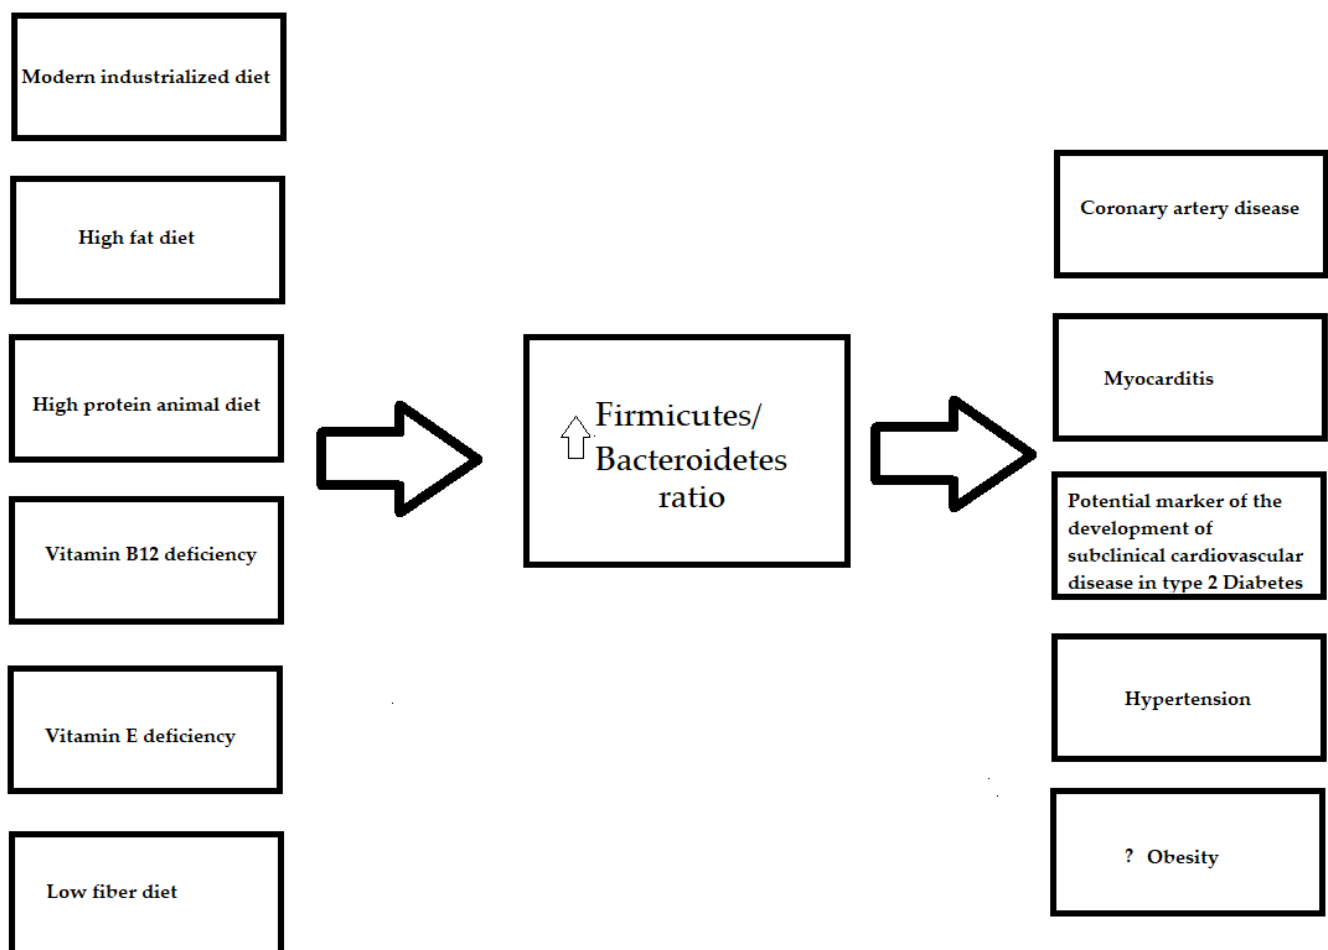 Modern industrialized diet
High fat diet
High protein animal diet
Vitamin B12 deficiency
Vitamin E deficiency
Low fiber diet
Firmicutes/
Bacteroidetes
ratio
Coronary artery disease
Myocarditis
Potential marker of the
development of
subclinical cardiovascular
disease in type 2 Diabetes
Hypertension
? Obesity